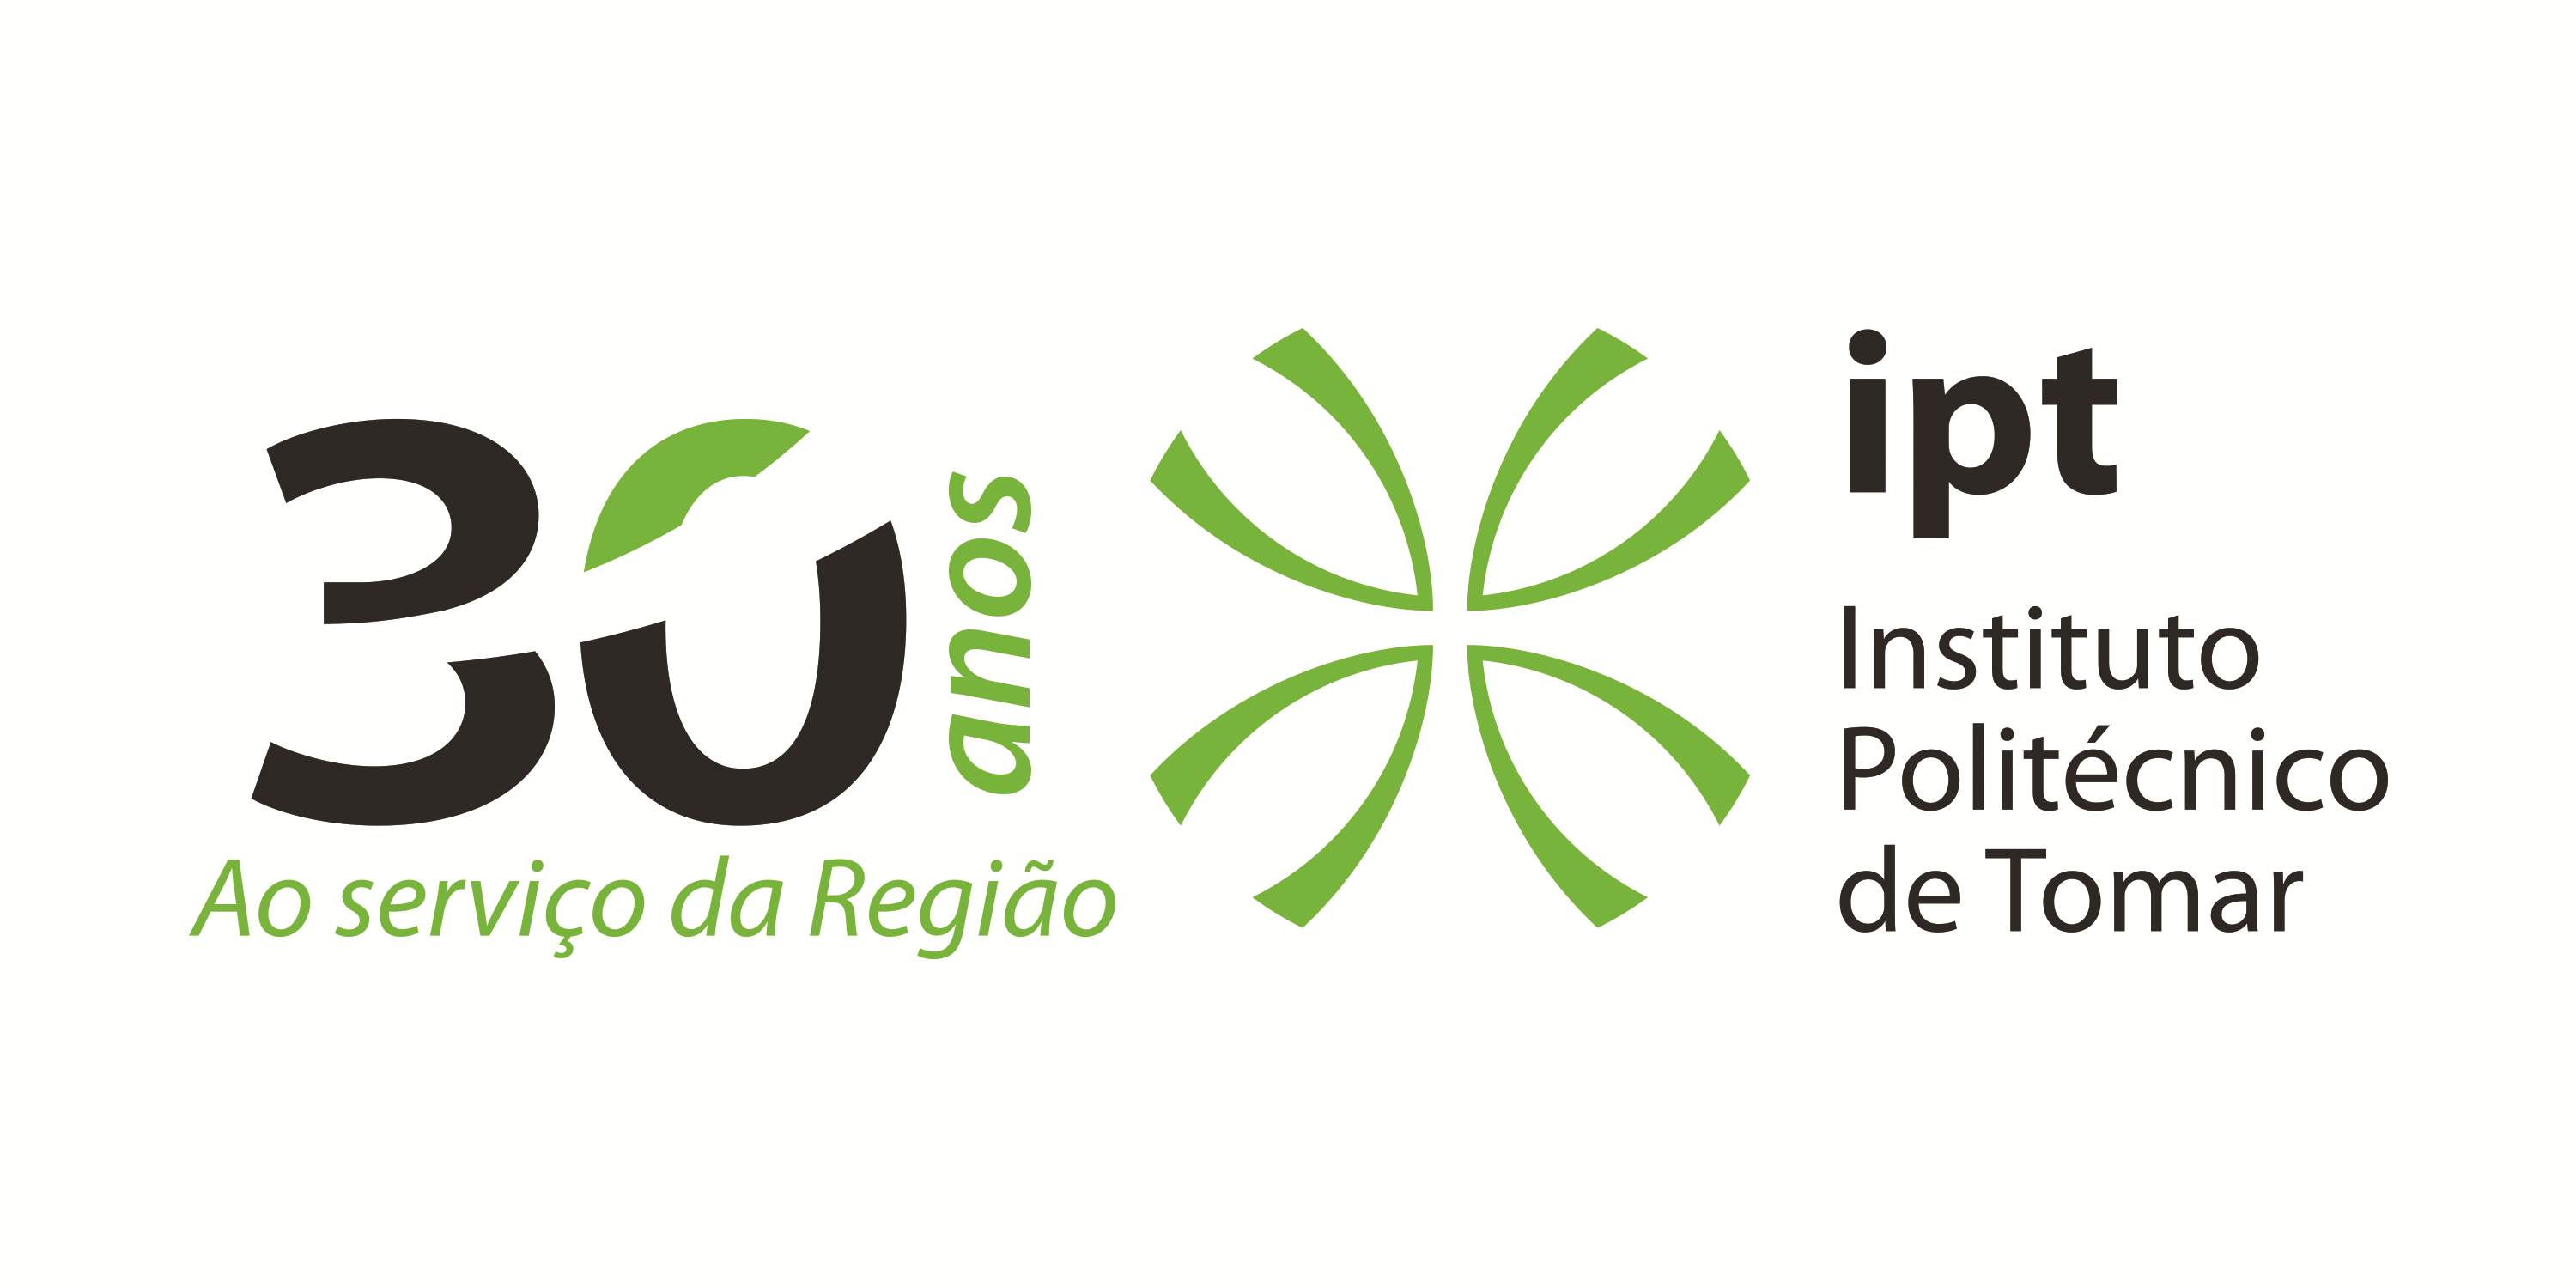 30 anos
Ao serviço da Região
ipt
Instituto
Politécnico
de Tomar